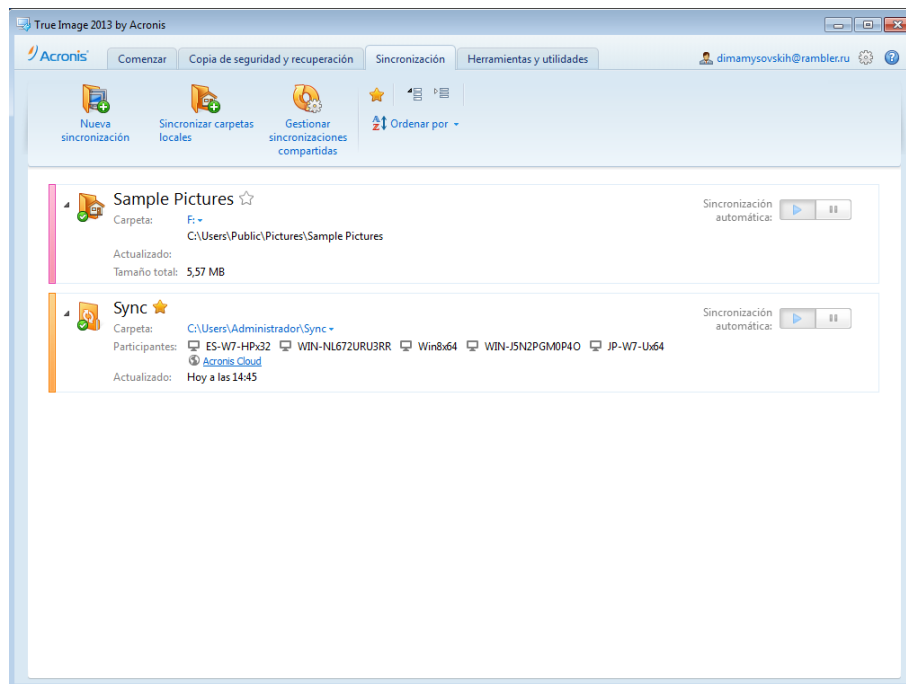 True Image 2013 by Acronis
Acronis
Comenzar
Copia de seguridad y recuperación
Sincronización
Herramientas y utilidades
dimamysovskih@rambler.ru
Nueva sincronización
Sincronizar carpetas locales
Gestionar sincronizaciones compartidas
Ordenar por
Sample Pictures
Carpeta: F:
C:\Users\Public\Pictures\Sample Pictures
Actualizado:
Tamaño total: 5,57 MB
Sincronización automática:
Sync
Carpeta: C:\Users\Administrador\Sync
Participantes: ES-W7-HPx32 WIN-NL672URU3RR Win8x64 WIN-J5N2PGM0P4O JP-W7-Ux64
Acronis Cloud
Actualizado: Hoy a las 14:45
Sincronización automática: